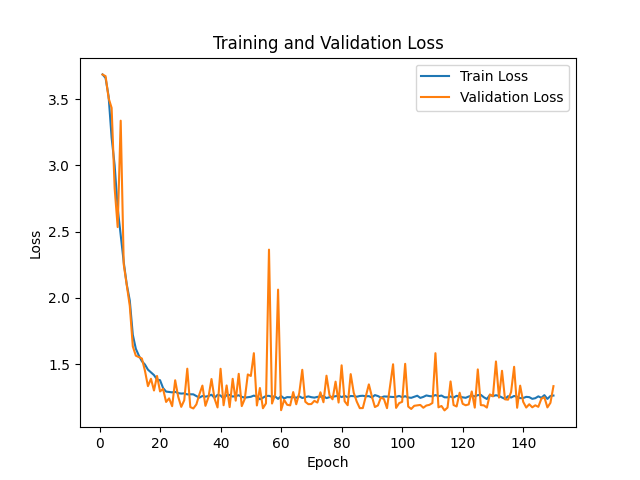 Training and Validation Loss
Train Loss
Validation Loss
3.5
3.0
2.5
2.0
1.5
Loss
0 20 40 60 80 100 120 140
Epoch